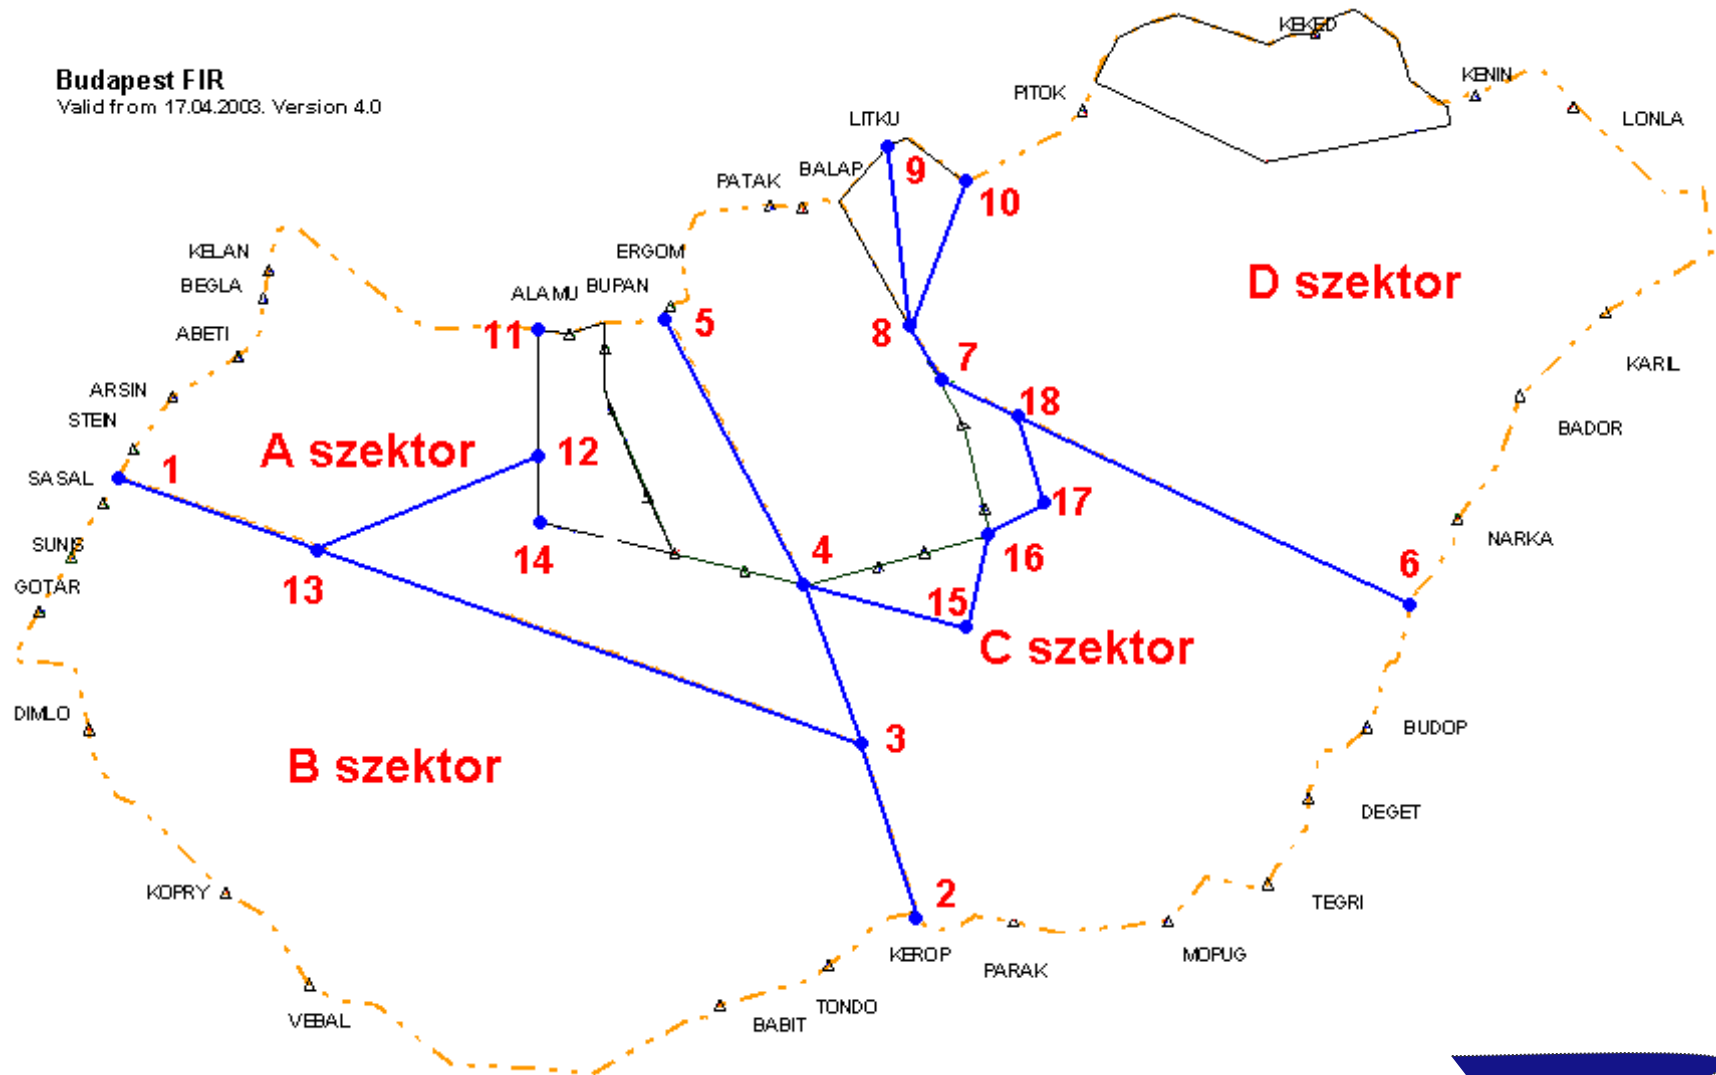 Budapest FIR
Valid from 17.04.2003. Version 4.0
KEKED
KENIN
PITOK
LONLA
LITKU
BALAP
9
PATAK
10
KELAN
ERGOM
BEGLA
BUPAN
D szektor
ALAMU
ABETI
11
5
8
7
KARIL
ARSIN
18
STEIN
BADOR
A szektor
12
SASAL
1
17
SUNIS
NARKA
16
4
6
GOTAR
14
13
15
C szektor
DIMLO
BUDOP
3
B szektor
DEGET
KOPRY
2
TEGRI
KEROP
MOPUG
PARAK
TONDO
VEBAL
BABIT